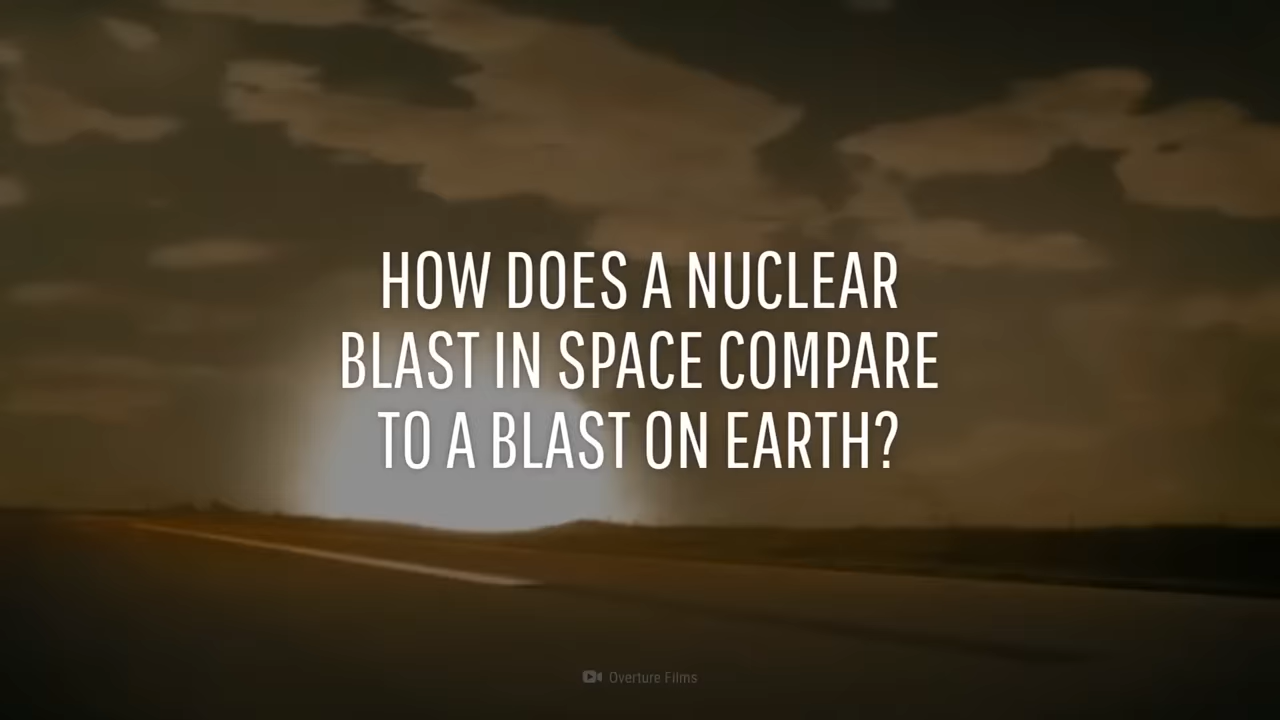 HOW DOES A NUCLEAR
BLAST IN SPACE COMPARE
TO A BLAST ON EARTH?
Overture Films